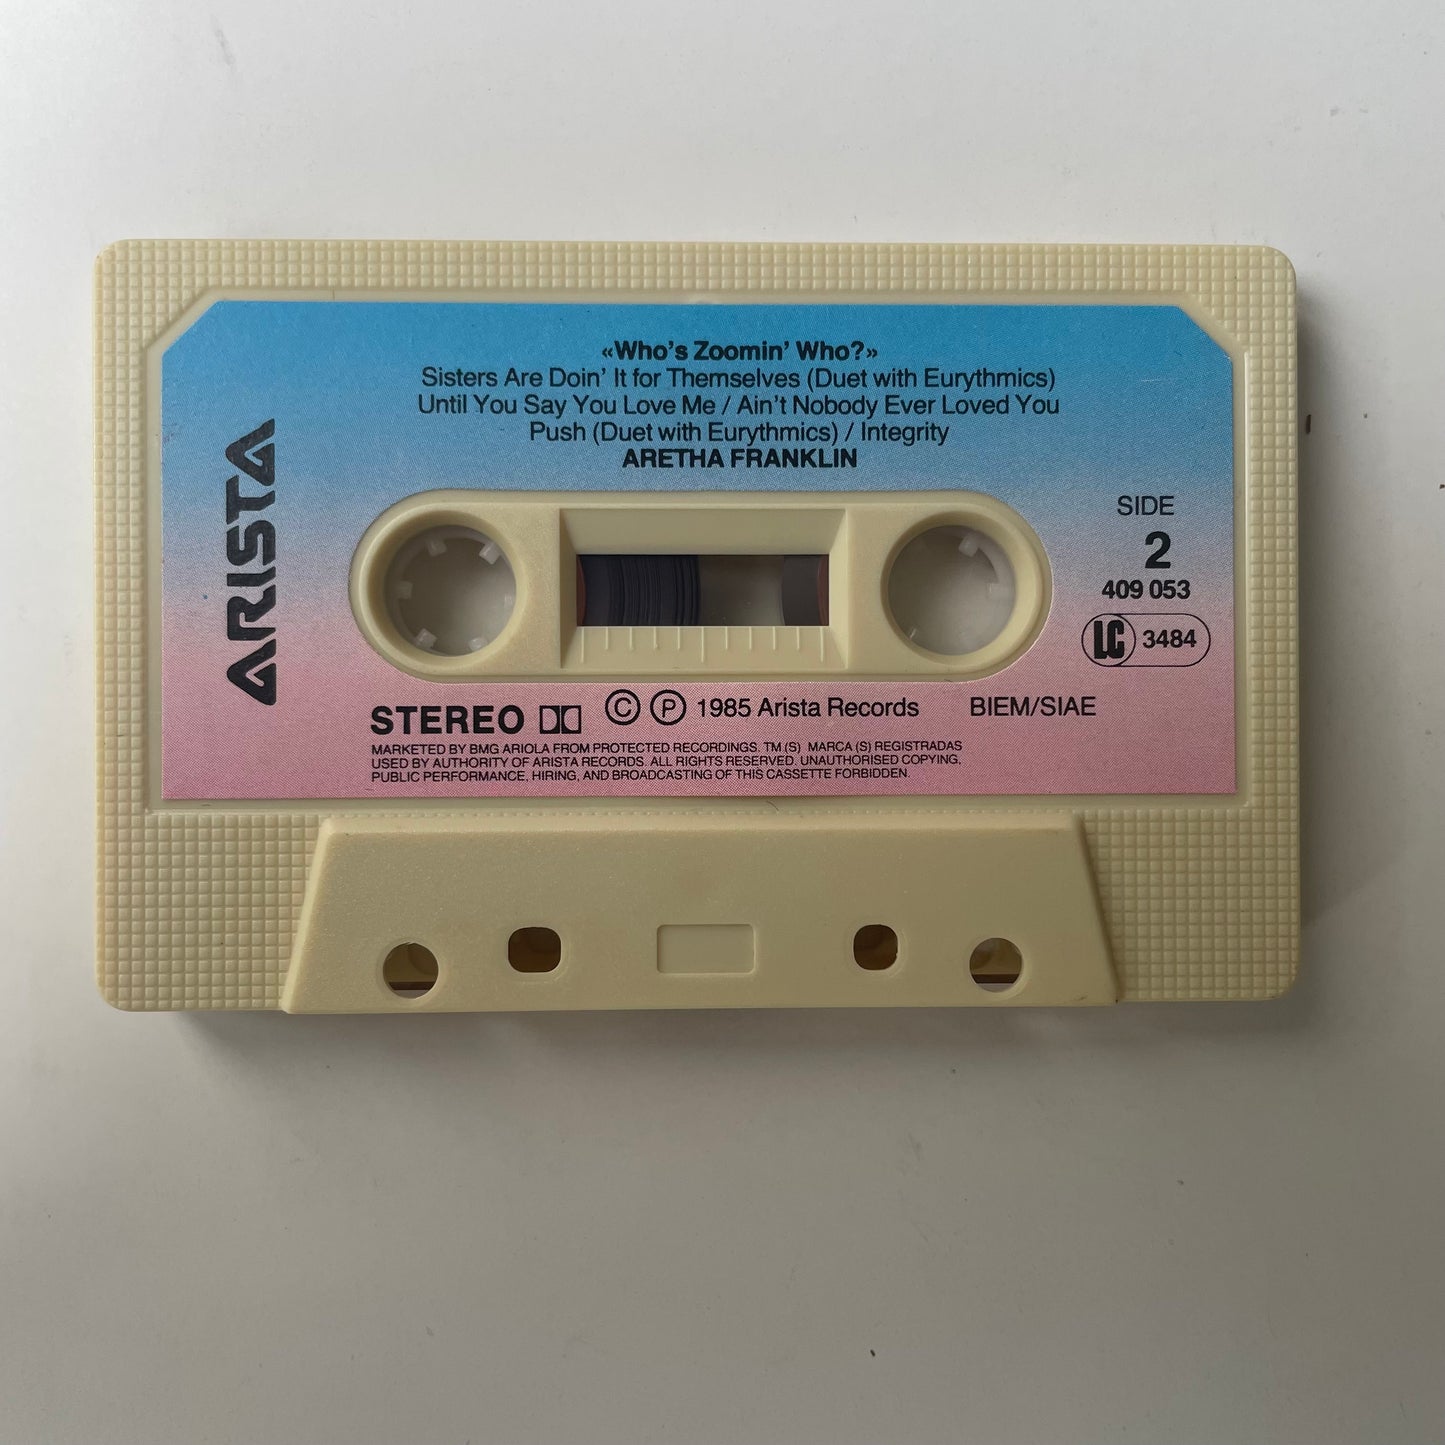 «Who's Zoomin' Who?»
Sisters Are Doin' It for Themselves (Duet with Eurythmics)
Until You Say You Love Me / Ain't Nobody Ever Loved You
Push (Duet with Eurythmics) / Integrity
ARETHA FRANKLIN
ARISTA
SIDE
2
409 053
LC 3484
STEREO
© ℗ 1985 Arista Records
BIEM/SIAE
MARKETED BY BMG ARIOLA FROM PROTECTED RECORDINGS. TM (S) MARCA (S) REGISTRADAS
USED BY AUTHORITY OF ARISTA RECORDS. ALL RIGHTS RESERVED. UNAUTHORISED COPYING,
PUBLIC PERFORMANCE, HIRING, AND BROADCASTING OF THIS CASSETTE FORBIDDEN.